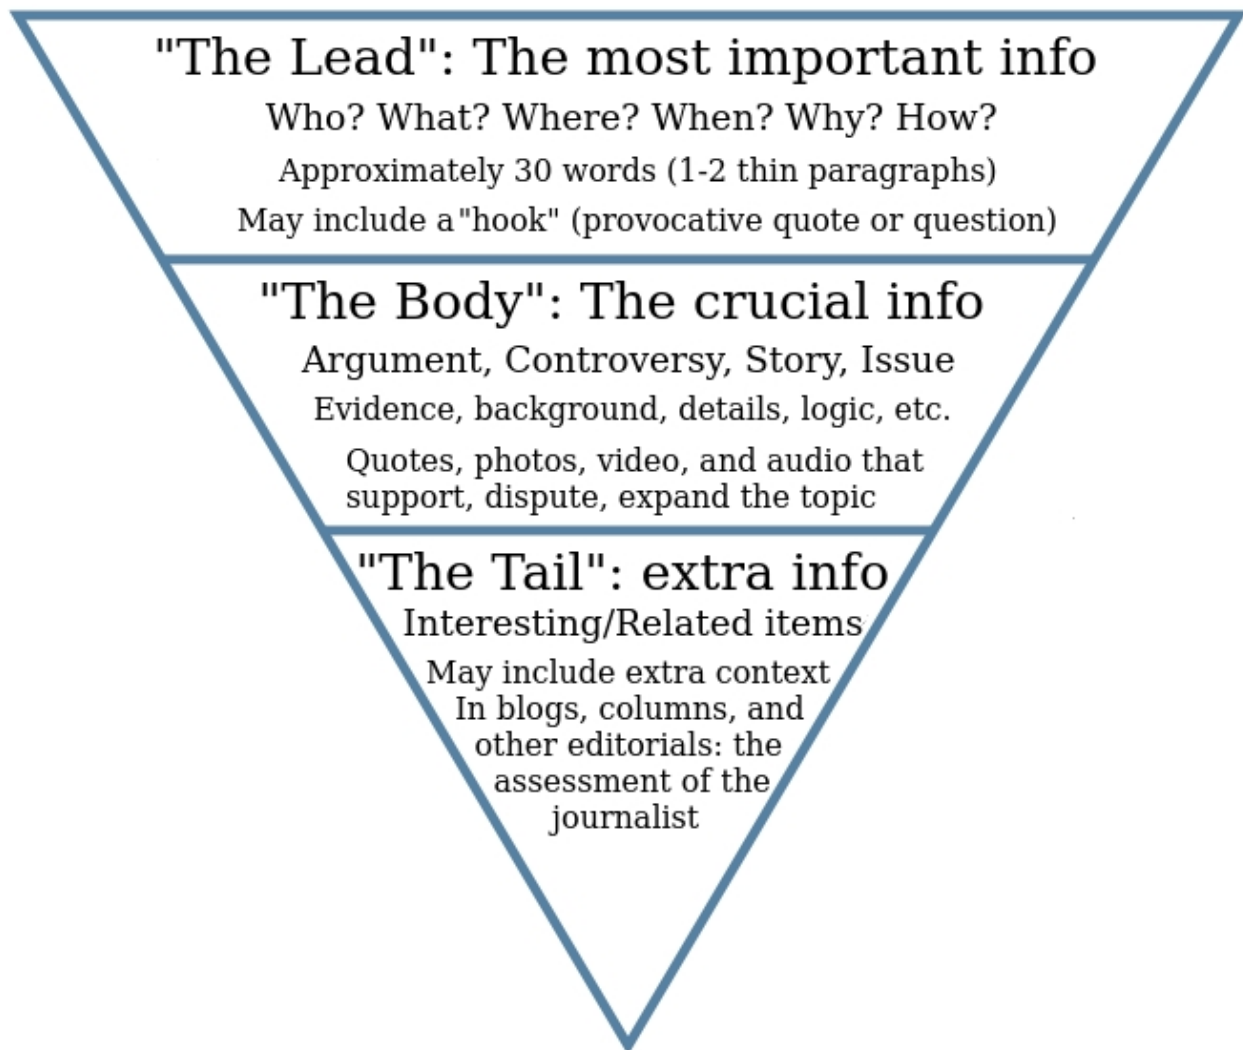 "The Lead": The most important info
Who? What? Where? When? Why? How?
Approximately 30 words (1-2 thin paragraphs)
May include a "hook" (provocative quote or question)
"The Body": The crucial info
Argument, Controversy, Story, Issue
Evidence, background, details, logic, etc.
Quotes, photos, video, and audio that
support, dispute, expand the topic
"The Tail": extra info
Interesting/Related items
May include extra context
In blogs, columns, and
other editorials: the
assessment of the
journalist